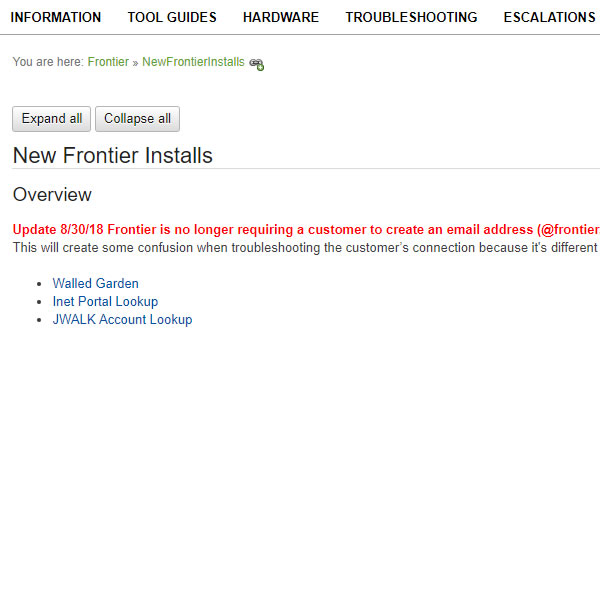 INFORMATION TOOL GUIDES HARDWARE TROUBLESHOOTING ESCALATIONS
You are here: Frontier » NewFrontierInstalls
Expand all Collapse all
New Frontier Installs
Overview
Update 8/30/18 Frontier is no longer requiring a customer to create an email address (@frontier
This will create some confusion when troubleshooting the customer’s connection because it's different
• Walled Garden
• Inet Portal Lookup
• JWALK Account Lookup